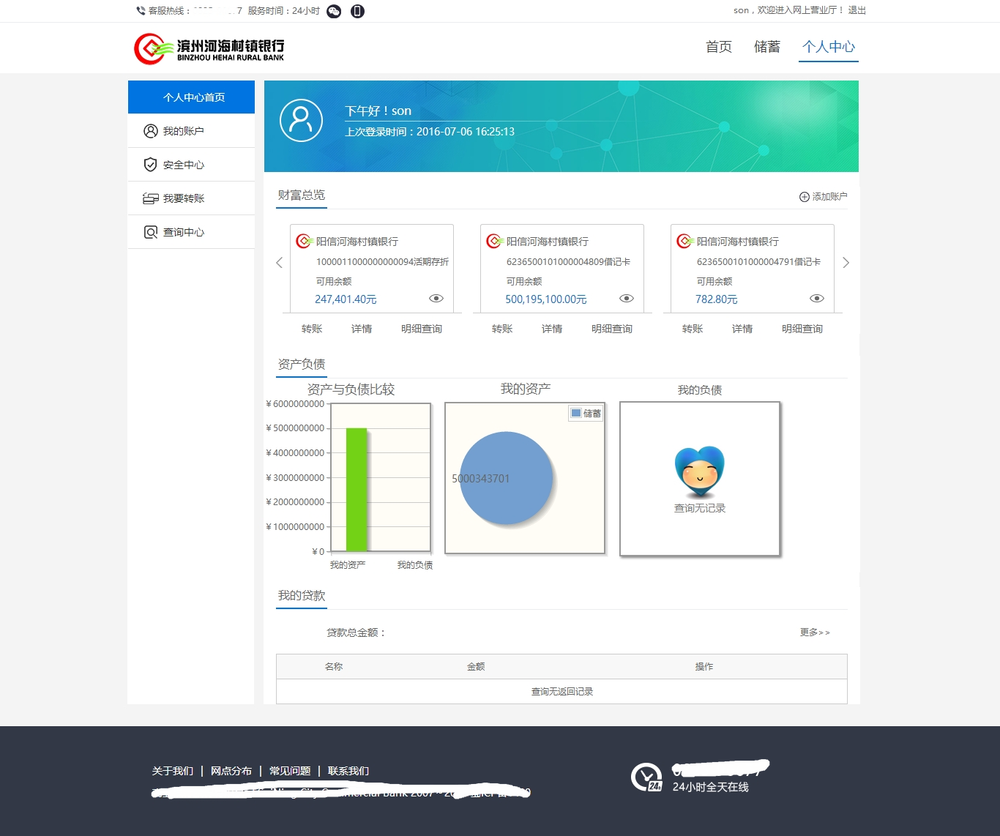 客服热线： 7 服务时间：24小时
son，欢迎进入网上营业厅！ 退出
滨州河海村镇银行
BINZHOU HEHAI RURAL BANK
首页 储蓄 个人中心
个人中心首页
我的账户
安全中心
我要转账
查询中心
下午好！son
上次登录时间：2016-07-06 16:25:13
财富总览
添加账户
阳信河海村镇银行
1000011000000000094活期存折
可用余额
247,401.40元
转账 详情 明细查询
阳信河海村镇银行
6236500101000004809借记卡
可用余额
500,195,100.00元
转账 详情 明细查询
阳信河海村镇银行
6236500101000004791借记卡
可用余额
782.80元
转账 详情 明细查询
资产负债
资产与负债比较
￥6000000000
￥5000000000
￥4000000000
￥3000000000
￥2000000000
￥1000000000
￥0
我的资产 我的负债
我的资产
储蓄
5000343701
我的负债
查询无记录
我的贷款
贷款总金额：
更多>>
名称 金额 操作
查询无返回记录
关于我们 | 网点分布 | 常见问题 | 联系我们
City Commercial Bank 2007
24
24小时全天在线